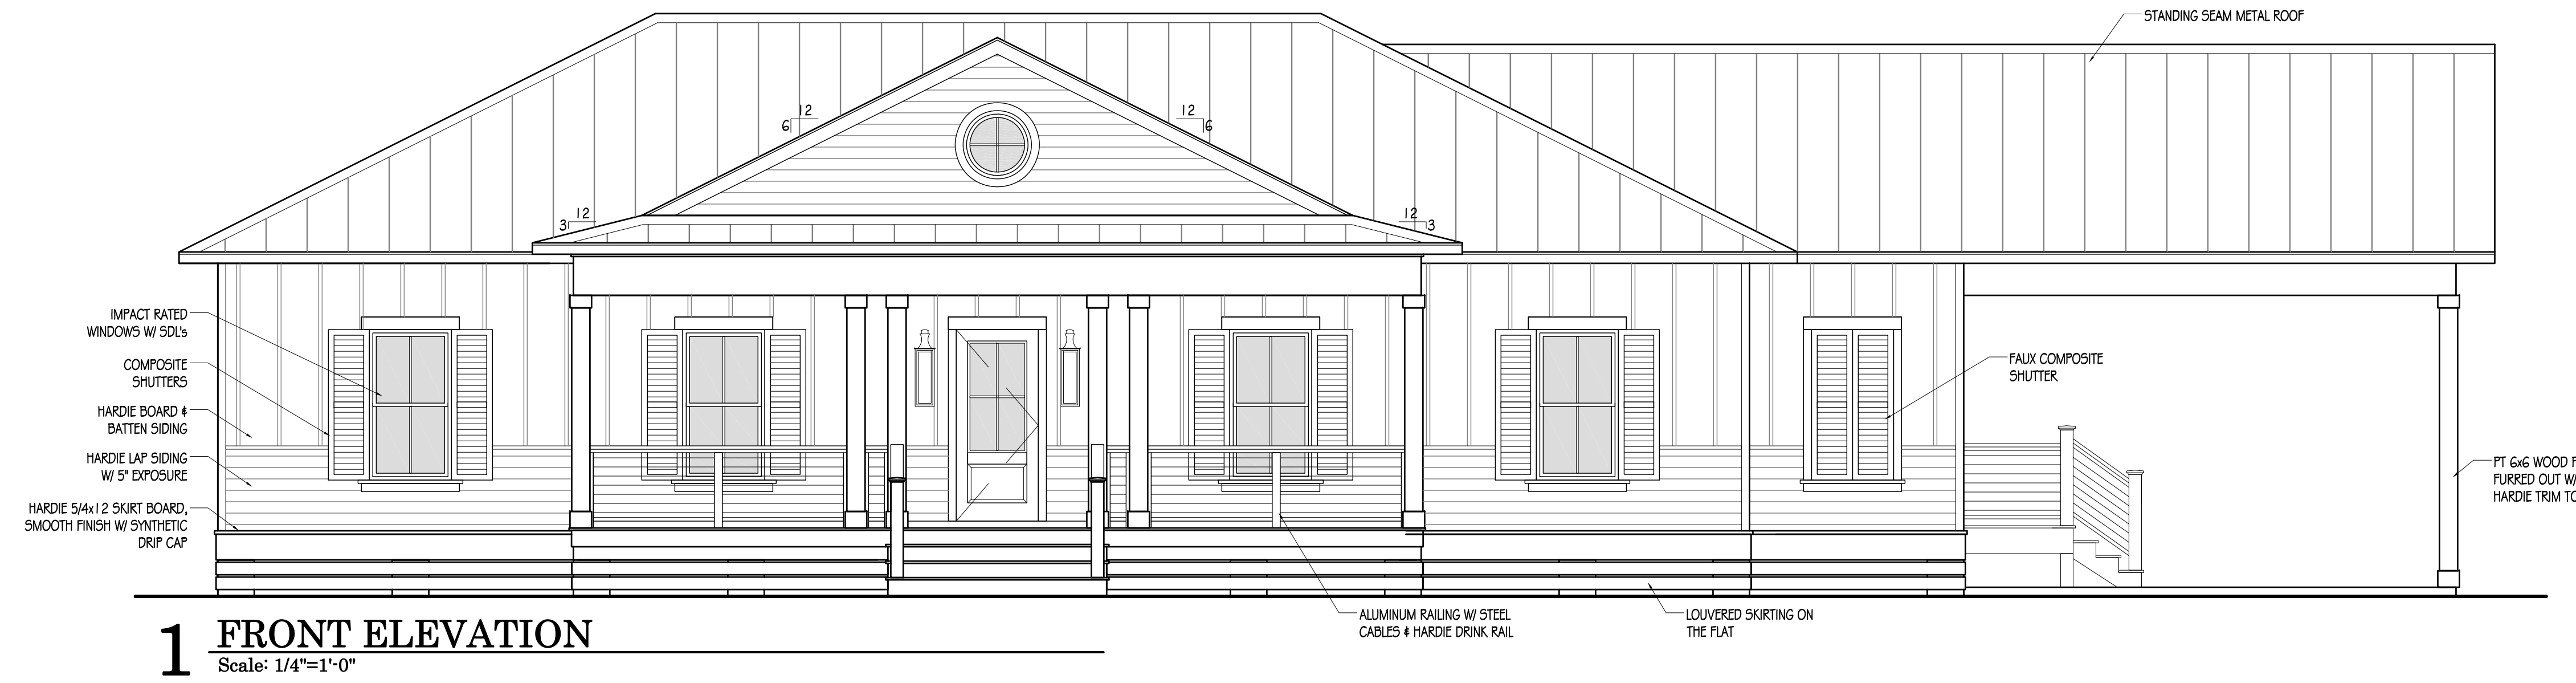 STANDING SEAM METAL ROOF
12
6
12
6
12
3
12
3
IMPACT RATED
WINDOWS W/ SDL's
COMPOSITE
SHUTTERS
HARDIE BOARD &
BATTEN SIDING
HARDIE LAP SIDING
W/ 5" EXPOSURE
HARDIE 5/4x12 SKIRT BOARD,
SMOOTH FINISH W/ SYNTHETIC
DRIP CAP
FAUX COMPOSITE
SHUTTER
PT 6x6 WOOD
FURRED OUT W/
HARDIE TRIM
ALUMINUM RAILING W/ STEEL
CABLES & HARDIE DRINK RAIL
LOUVERED SKIRTING ON
THE FLAT
1 FRONT ELEVATION
Scale: 1/4"=1'-0"